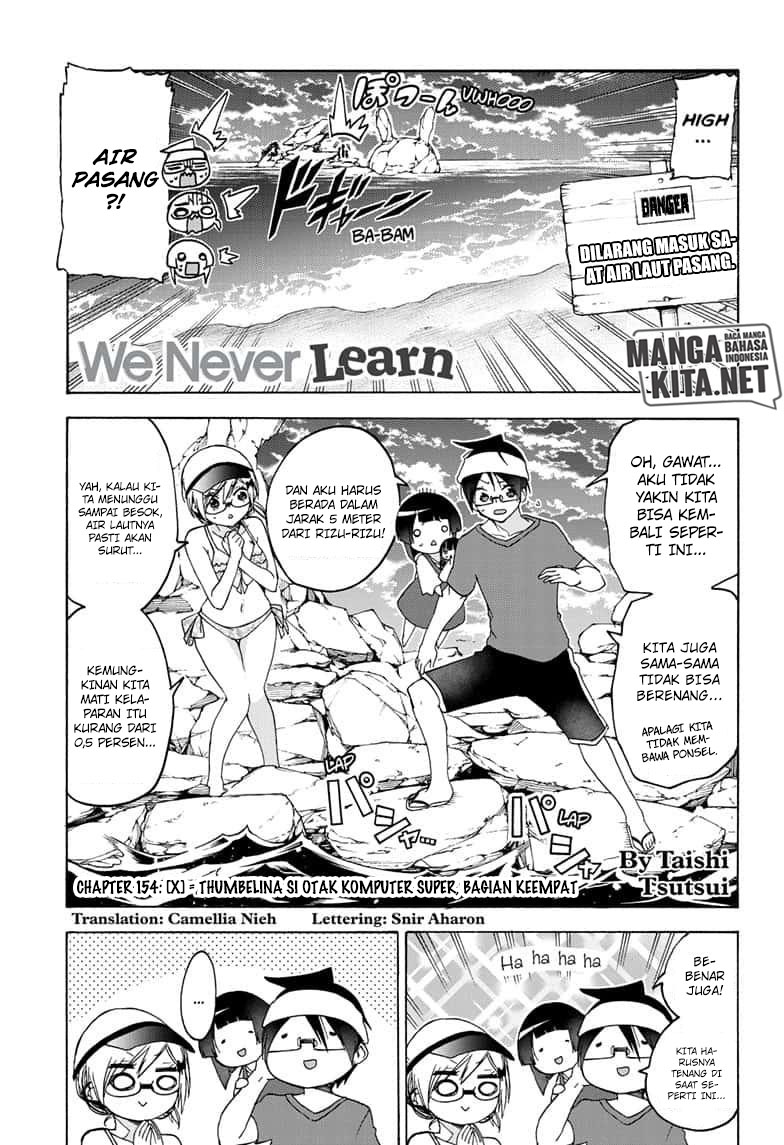 HIGH
...
ぽつーん
VWHOOO
AIR
PASANG
?!
ドギャーン
BA-BAM
DANGER
DILARANG MASUK SA-
AT AIR LAUT PASANG.
We Never Learn
MANGA
KITA.NET
BACA MANGA
BAHASA
INDONESIA
OH, GAWAT...
AKU TIDAK
YAKIN KITA
BISA KEM-
BALI SEPER-
TI INI...
KITA JUGA
SAMA-SAMA
TIDAK BISA
BERENANG...
APALAGI KITA
TIDAK MEM-
BAWA PONSEL.
DAN AKU HARUS
BERADA DALAM
JARAK 5 METER
DARI RIZU-RIZU!
YAH, KALAU KI-
TA MENUNGGU
SAMPAI BESOK,
AIR LAUTNYA
PASTI AKAN
SURUT...
KEMUNG-
KINAN KITA
MATI KELA-
PARAN ITU
KURANG DARI
0,5 PERSEN...
LAP
パシャ...
LAP
パシャ
By Taishi
Tsutsui
CHAPTER 154: [X] = THUMBELINA SI OTAK KOMPUTER SUPER, BAGIAN KEEMPAT
Translation: Camellia Nieh Lettering: Snir Aharon
BE-
BENAR
JUGA!
Ha ha ha ha
KITA HA-
RUSNYA
TENANG DI
SAAT SE-
PERTI INI...
...